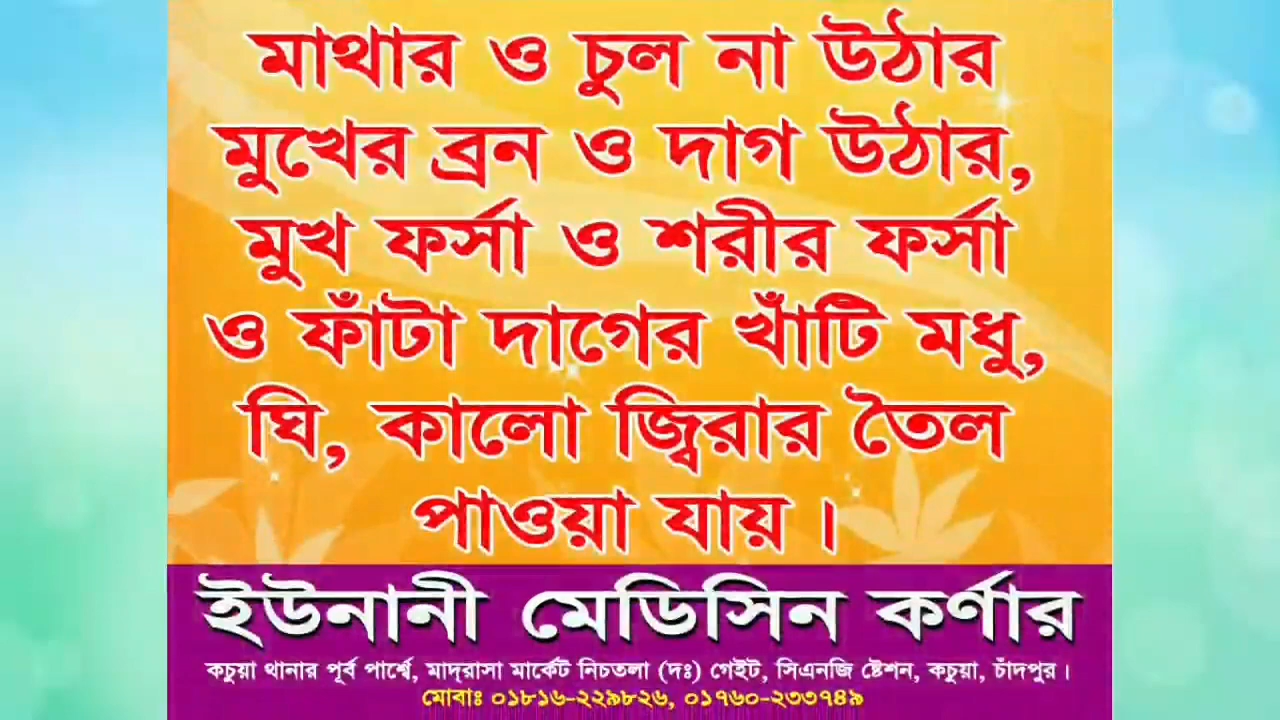 মাথার ও চুল না উঠার
মুখের ব্রন ও দাগ উঠার,
মুখ ফর্সা ও শরীর ফর্সা
ও ফাঁটা দাগের খাঁটি মধু,
ঘি, কালো জ্বিরার তৈল
পাওয়া যায় ।
ইউনানী মেডিসিন কর্ণার
কচুয়া থানার পূর্ব পার্শ্বে, মাদ্রাসা মার্কেট নিচতলা (দঃ) গেইট, সিএনজি ষ্টেশন, কচুয়া, চাঁদপুর ।
মোবাঃ ০১৮১৬-২২৯৮২৬, ০১৭৬০-২৩৩৭৪৯